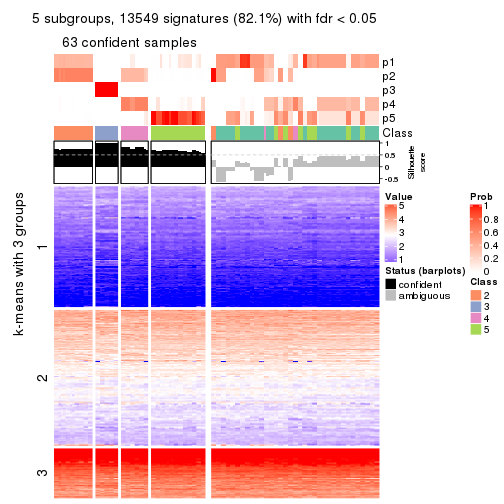 5 subgroups, 13549 signatures (82.1%) with fdr < 0.05
63 confident samples
p1
p2
p3
p4
p5
Class
1
0.5
0
-0.5
Silhouette
score
k-means with 3 groups
1
2
3
Value
5
4
3
2
1
Status (barplots)
confident
ambiguous
Prob
1
0.8
0.6
0.4
0.2
0
Class
2
3
4
5